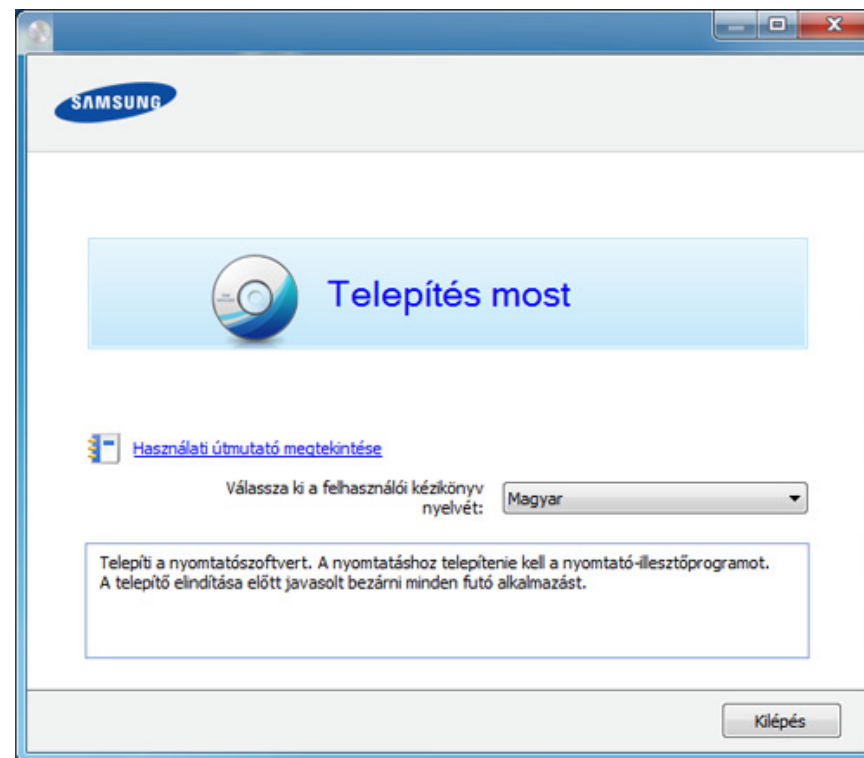 SAMSUNG
Telepítés most
Használati útmutató megtekintése
Válassza ki a felhasználói kézikönyv
nyelvét:
Magyar
Telepíti a nyomtatószoftvert. A nyomtatáshoz telepítenie kell a nyomtató-illesztőprogramot.
A telepítő elindítása előtt javasolt bezárni minden futó alkalmazást.
Kilépés